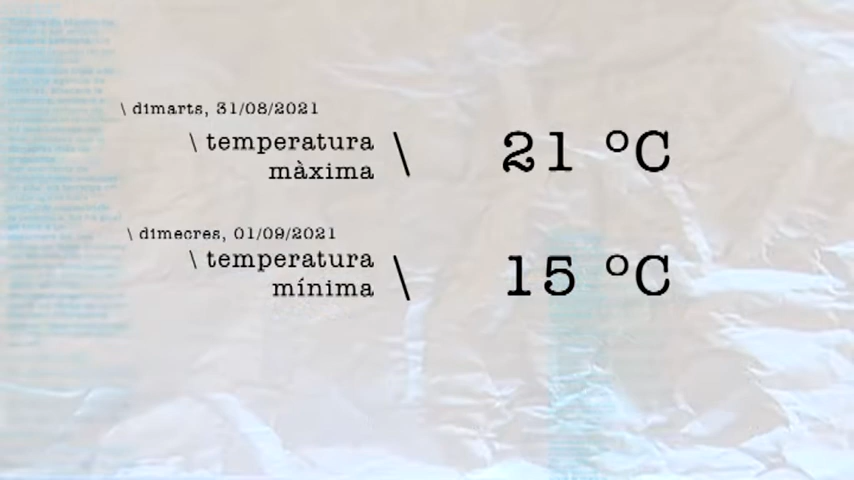 \ dimarts, 31/08/2021
\ temperatura
màxima \ 21 ºC
\ dimecres, 01/09/2021
\ temperatura
mínima \ 15 ºC